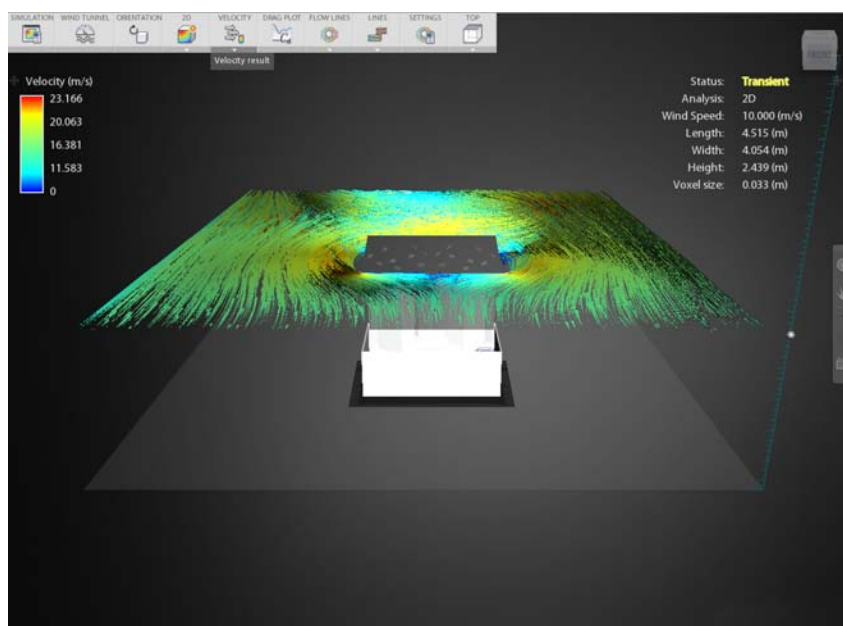 SIMULATION WIND TUNNEL ORIENTATION 2D VELOCITY DRAG PLOT FLOW LINES LINES SETTINGS TOP
Velocity result
Velocity (m/s)
23.166
20.063
16.381
11.583
0
Status: Transient
Analysis: 2D
Wind Speed: 10.000 (m/s)
Length: 4.515 (m)
Width: 4.054 (m)
Height: 2.439 (m)
Voxel size: 0.033 (m)
FRONT